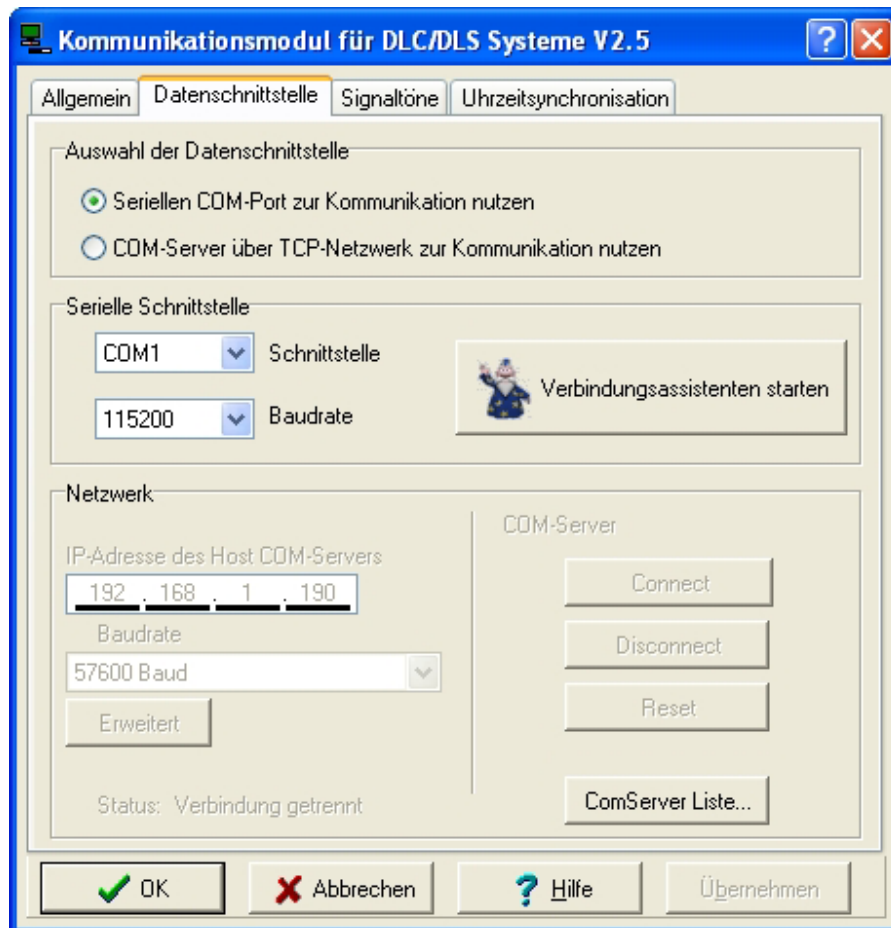 Kommunikationsmodul für DLC/DLS Systeme V2.5
Allgemein
Datenschnittstelle
Signaltöne
Uhrzeitsynchronisation
Auswahl der Datenschnittstelle
Seriellen COM-Port zur Kommunikation nutzen
COM-Server über TCP-Netzwerk zur Kommunikation nutzen
Serielle Schnittstelle
COM1
Schnittstelle
115200
Baudrate
Verbindungsassistenten starten
Netzwerk
IP-Adresse des Host COM-Servers
192 . 168 . 1 . 190
Baudrate
57600 Baud
Erweitert
Status: Verbindung getrennt
COM-Server
Connect
Disconnect
Reset
ComServer Liste...
OK
Abbrechen
Hilfe
Übernehmen